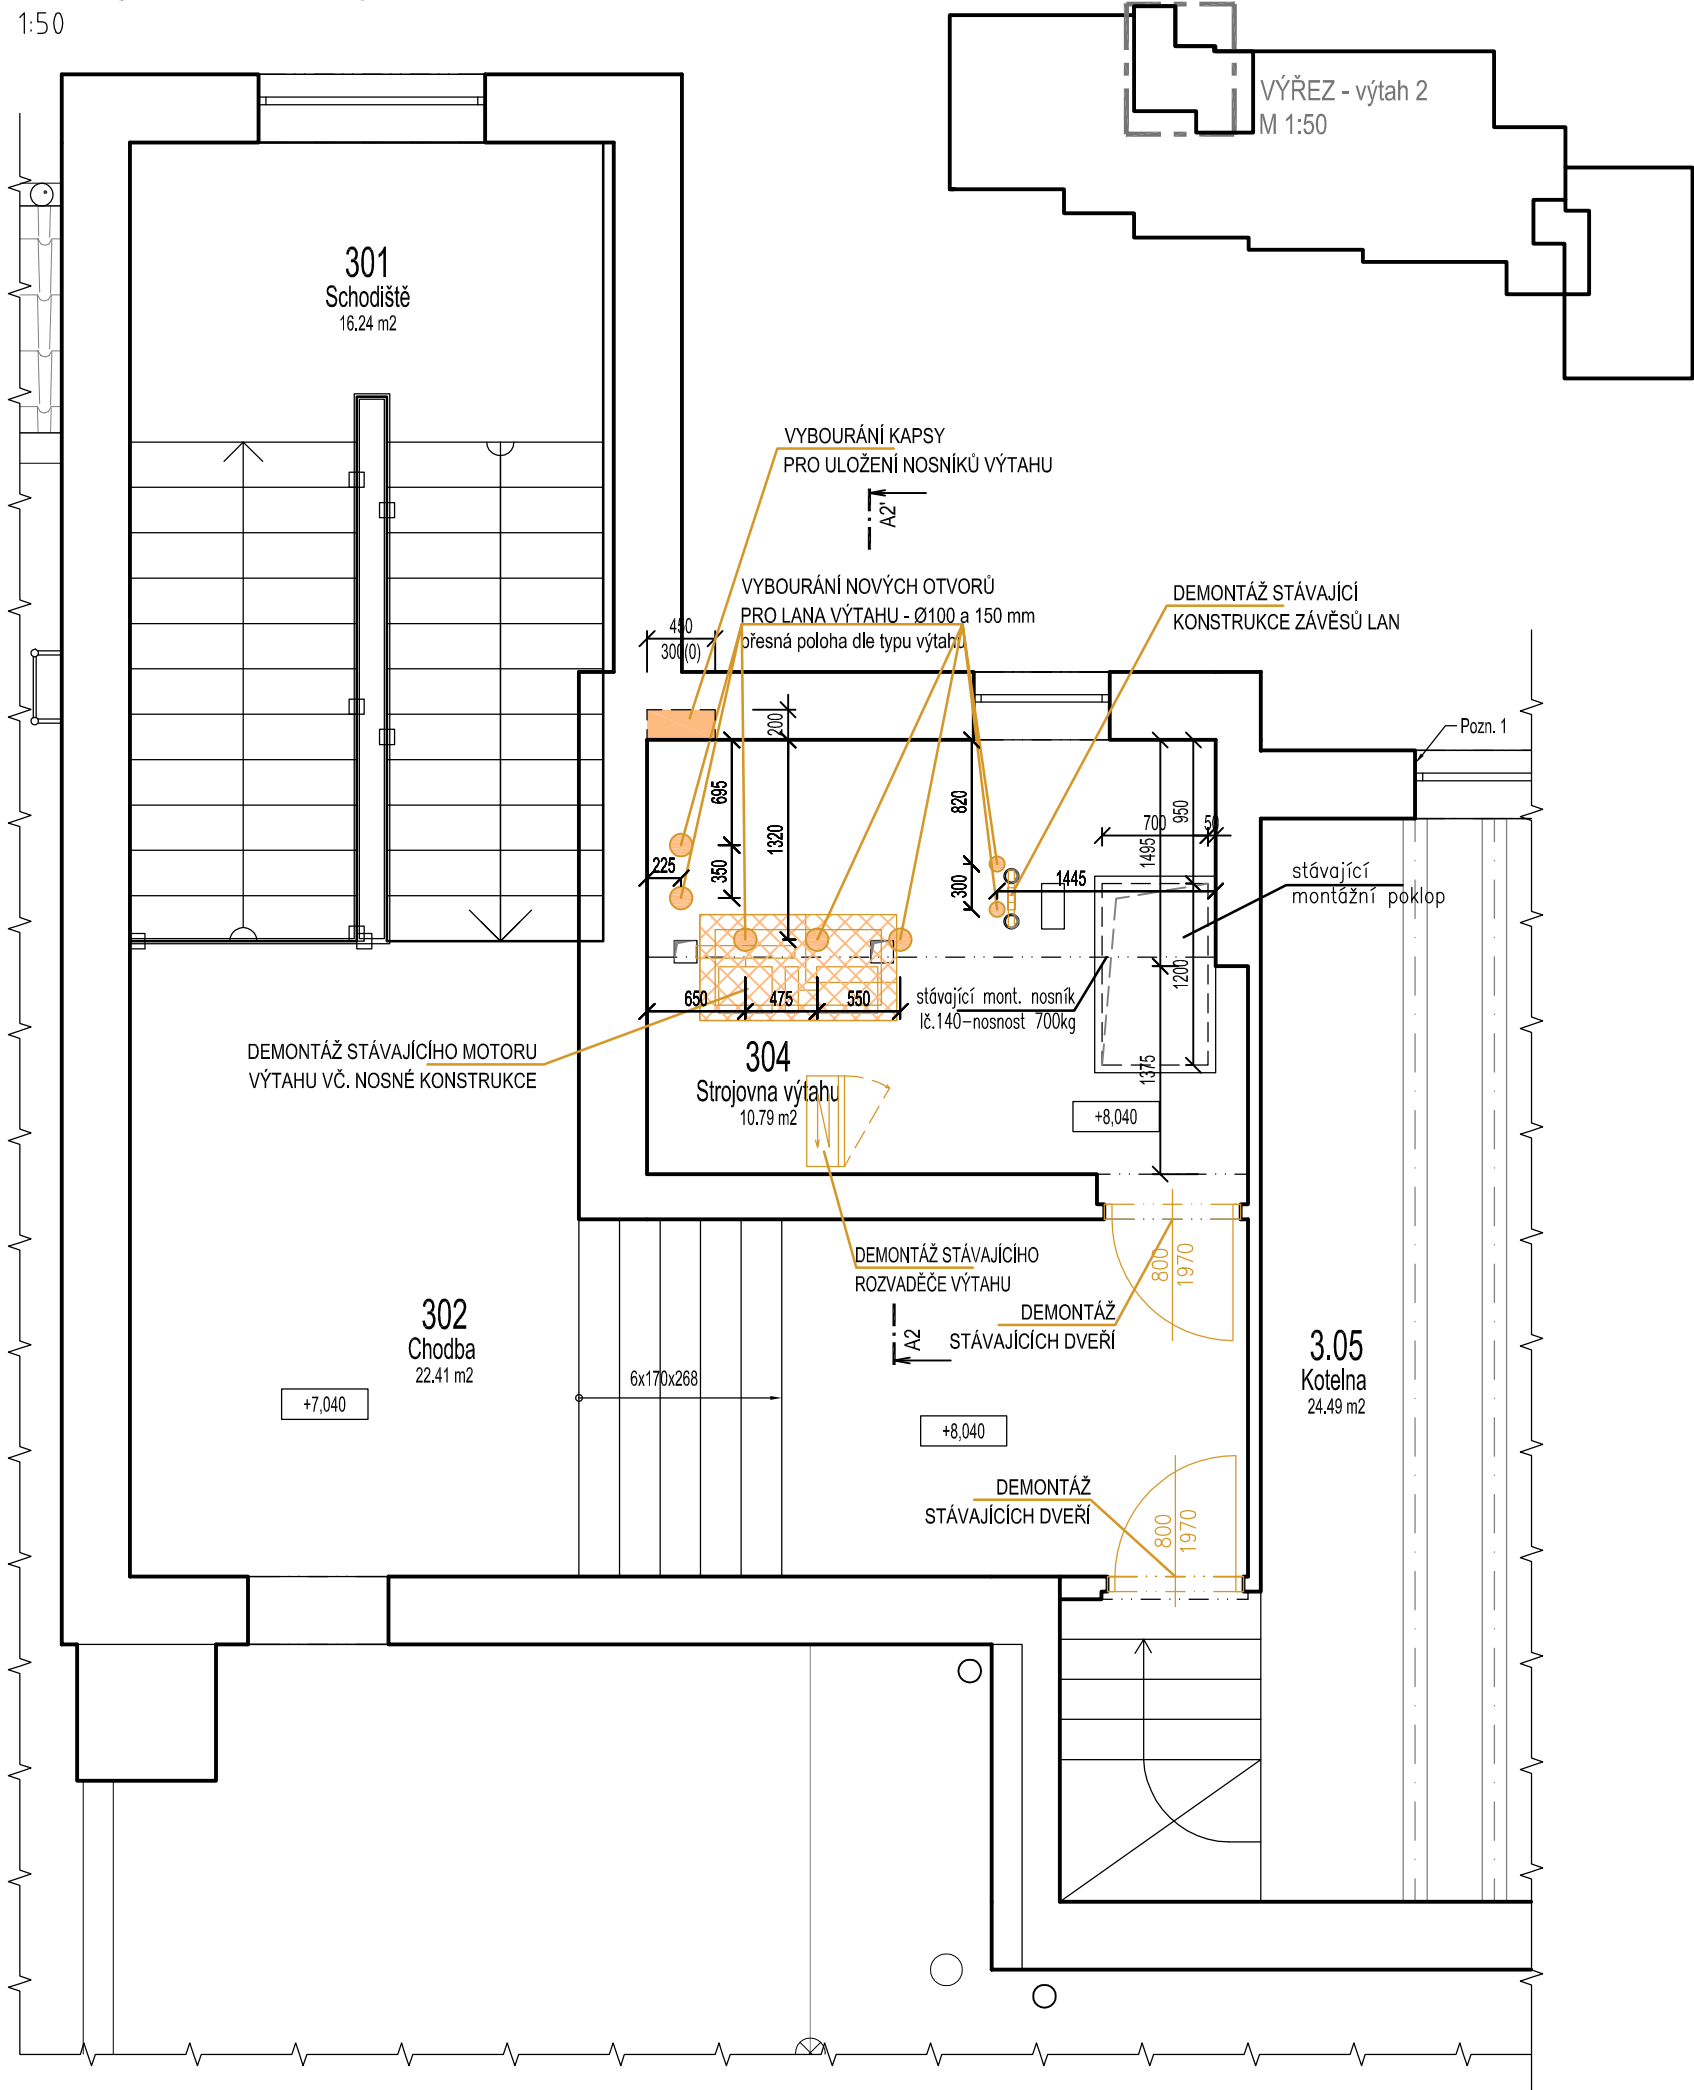 1:50
VÝŘEZ - výtah 2
M 1:50
301
Schodiště
16.24 m2
VYBOURÁNÍ KAPSY
PRO ULOŽENÍ NOSNÍKŮ VÝTAHU
A2'
VYBOURÁNÍ NOVÝCH OTVORŮ
PRO LANA VÝTAHU - Ø100 a 150 mm
přesná poloha dle typu výtahu
DEMONTÁŽ STÁVAJÍCÍ
KONSTRUKCE ZÁVĚSŮ LAN
450
300(0)
200
Pozn. 1
695
820
950
700
50
1320
1495
225
350
300
1445
stávající
montážní poklop
1200
650
475
550
stávající mont. nosník
Ič.140-nosnost 700kg
DEMONTÁŽ STÁVAJÍCÍHO MOTORU
VÝTAHU VČ. NOSNÉ KONSTRUKCE
304
Strojovna výtahu
10.79 m2
1375
+8,040
DEMONTÁŽ STÁVAJÍCÍHO
ROZVADĚČE VÝTAHU
800
1970
DEMONTÁŽ
STÁVAJÍCÍCH DVEŘÍ
A2
302
Chodba
22.41 m2
3.05
Kotelna
24.49 m2
6x170x268
+7,040
+8,040
DEMONTÁŽ
STÁVAJÍCÍCH DVEŘÍ
800
1970